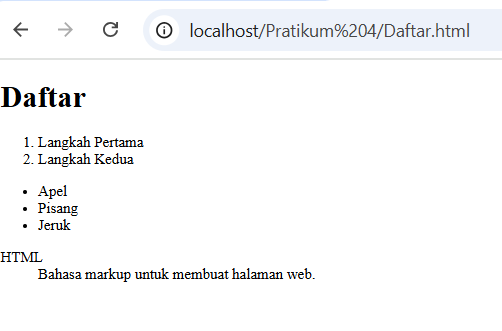 localhost/Pratikum%204/Daftar.html
Daftar
1. Langkah Pertama
2. Langkah Kedua
• Apel
• Pisang
• Jeruk
HTML
Bahasa markup untuk membuat halaman web.